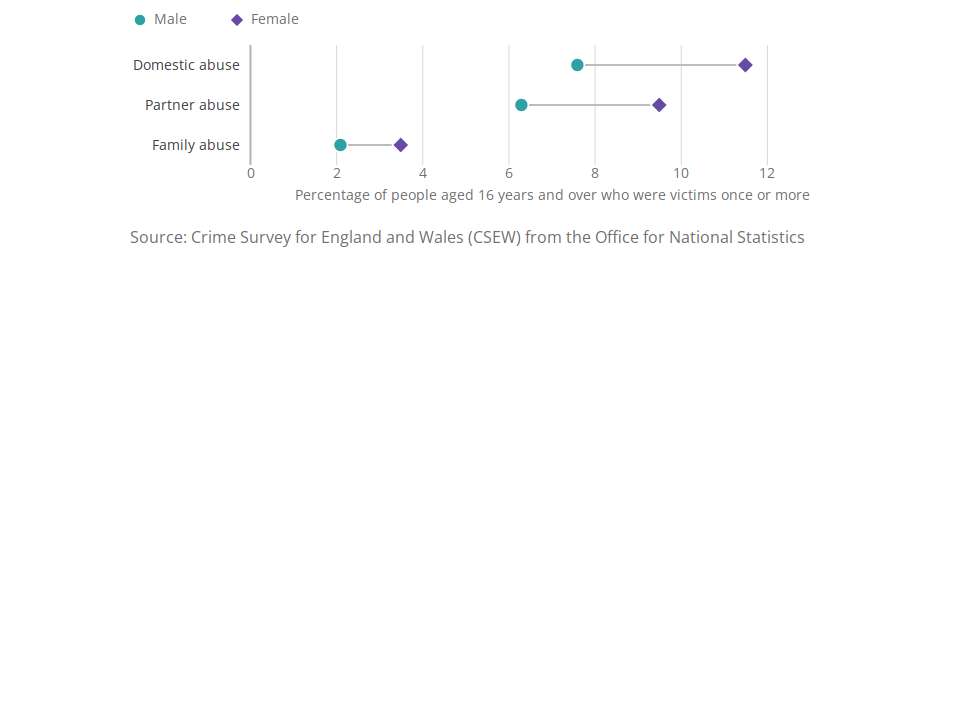 Male Female
Domestic abuse
Partner abuse
Family abuse
0 2 4 6 8 10 12
Percentage of people aged 16 years and over who were victims once or more
Source: Crime Survey for England and Wales (CSEW) from the Office for National Statistics